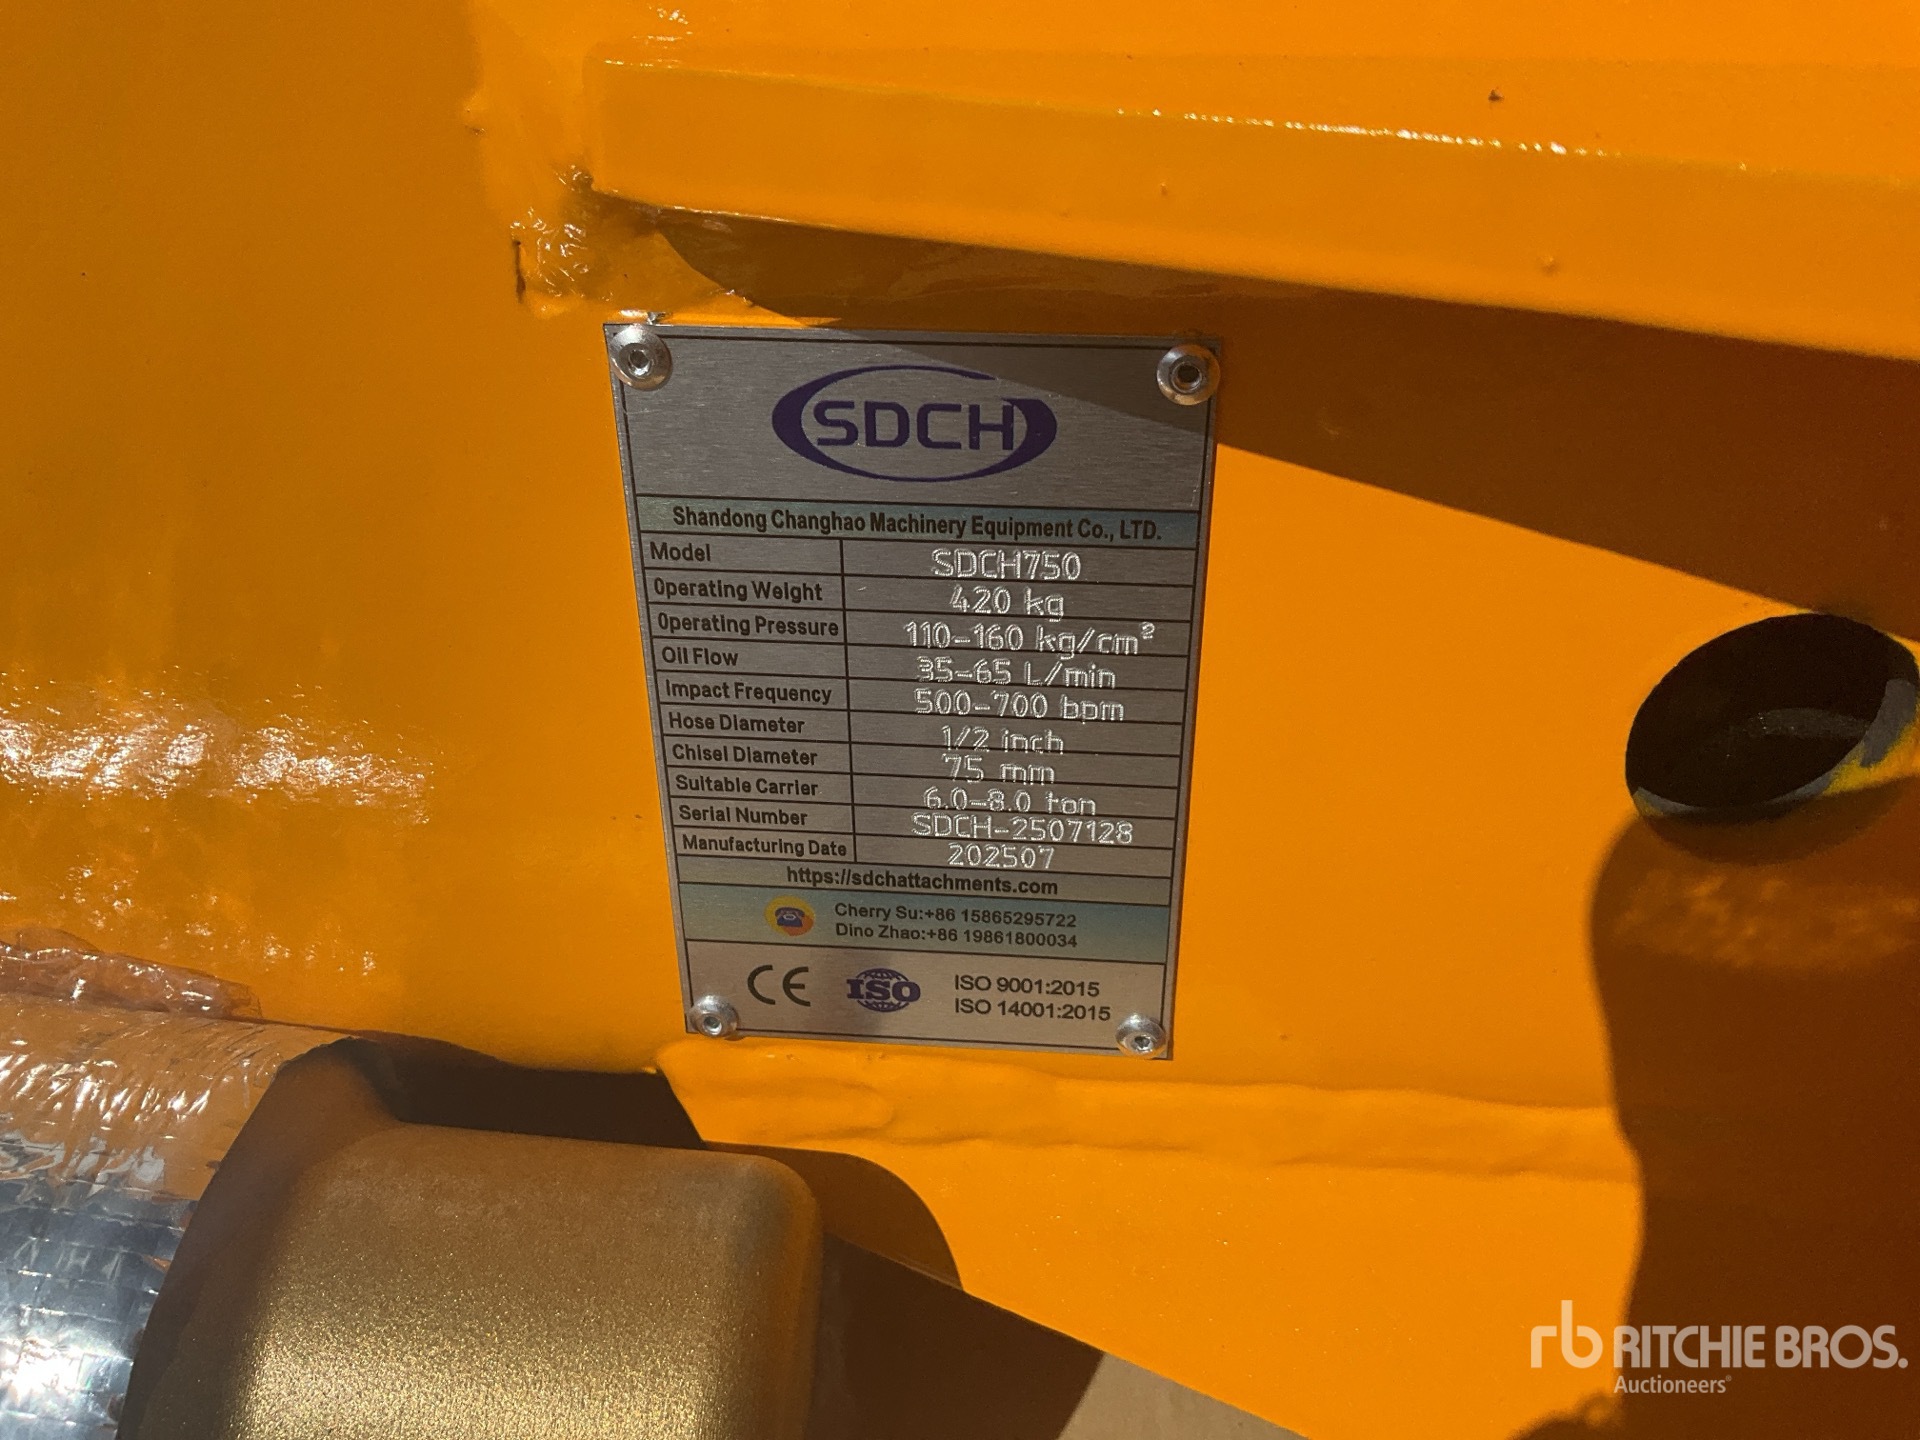 SDCH
Shandong Changhao Machinery Equipment Co., LTD.
Model SDCH750
Operating Weight 420 kg
Operating Pressure 110-160 kg/cm²
Oil Flow 35-65 L/min
Impact Frequency 500-700 bpm
Hose Diameter 1/2 inch
Chisel Diameter 75 mm
Suitable Carrier 6.0-8.0 ton
Serial Number SDCH-2507128
Manufacturing Date 202507
https://sdchattachments.com
Cherry Su:+86 15865295722
Dino Zhao:+86 19861800034
CE ISO ISO 9001:2015
ISO 14001:2015
rb RITCHIE BROS.
Auctioneers®